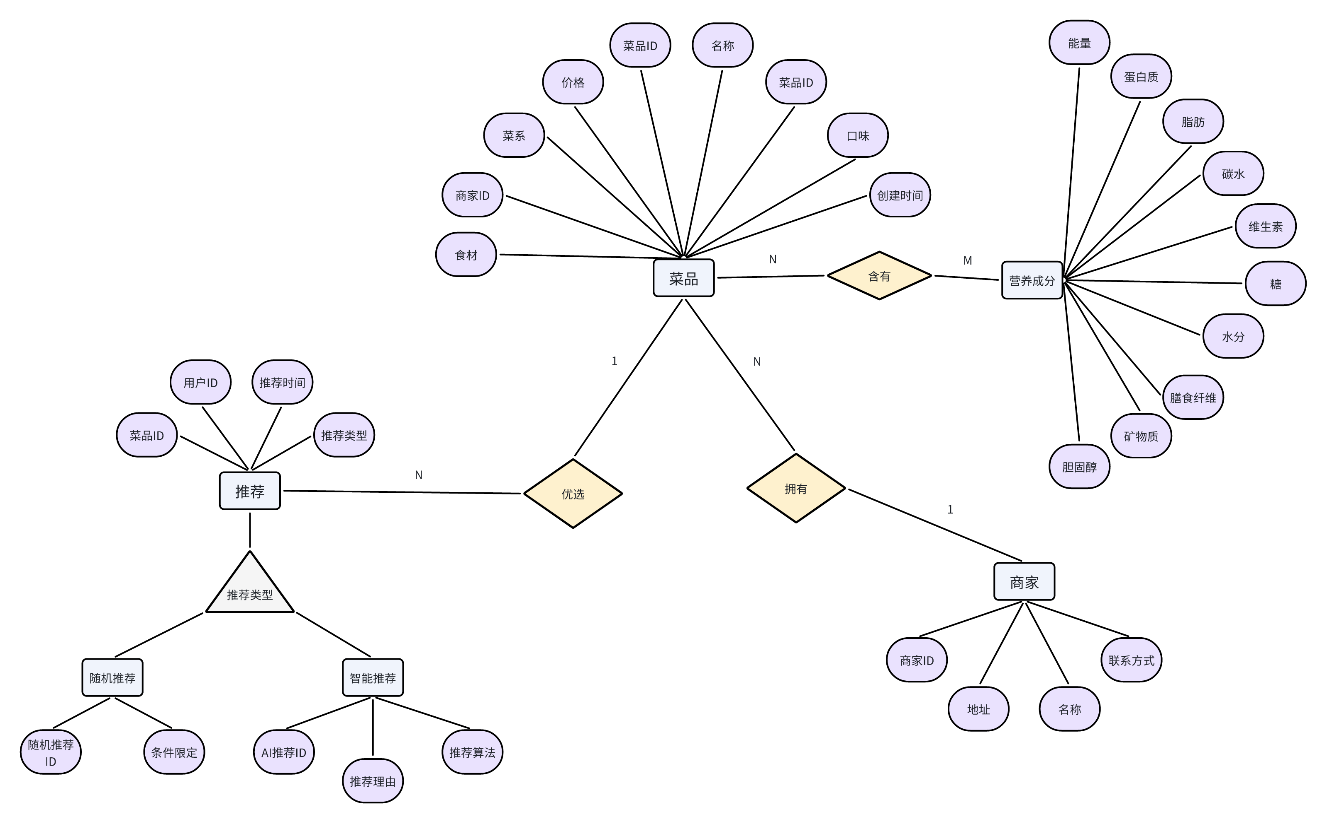 菜品ID
名称
价格
菜品ID
菜系
口味
商家ID
创建时间
食材
菜品
N
含有
M
营养成分
能量
蛋白质
脂肪
碳水
维生素
糖
水分
膳食纤维
矿物质
胆固醇
1
N
用户ID
推荐时间
菜品ID
推荐类型
推荐
N
优选
拥有
1
商家
商家ID
联系方式
地址
名称
推荐类型
随机推荐
智能推荐
随机推荐
ID
条件限定
AI推荐ID
推荐理由
推荐算法